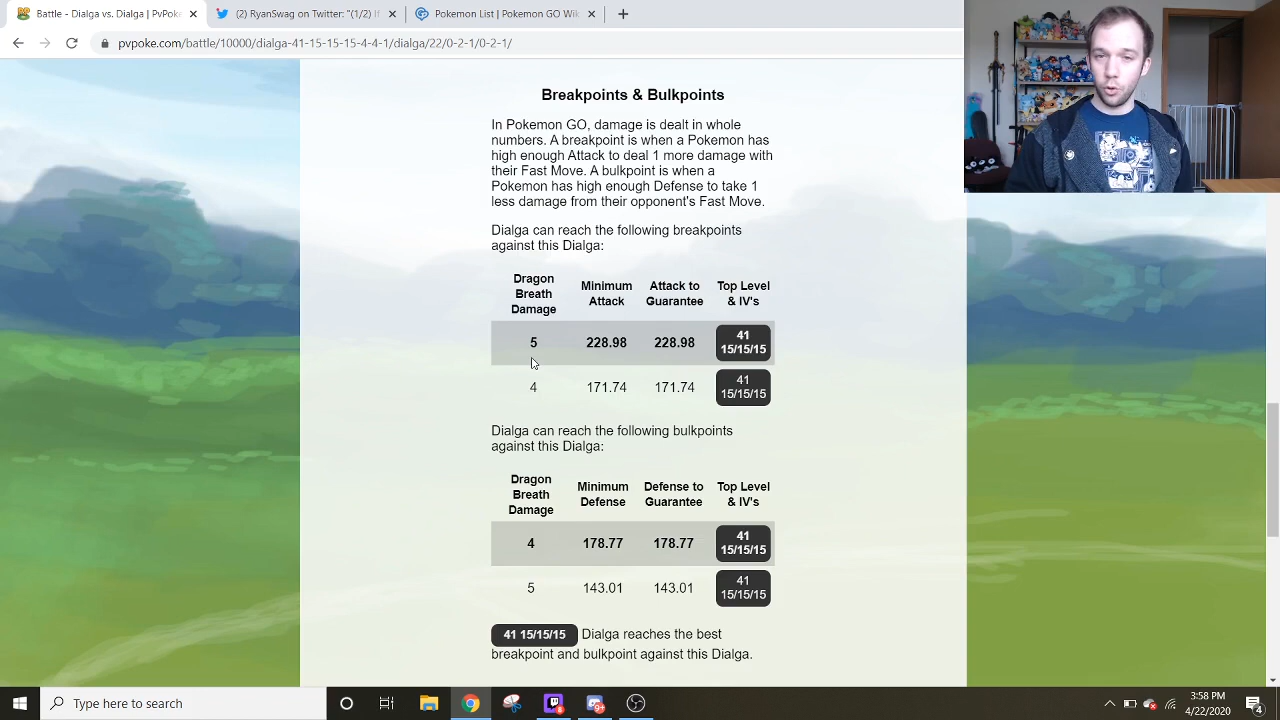 Battle - Dialga vs. Dialga | PvPoke
(2) RyanSwag on Twitter: "(1/2) If
Pokemon List | Pokemon GO Wik
pvpoke.com/battle/10000/dialga-41-15-15-15-4-4-1/dialga/22/0-2-1/0-2-1/
Breakpoints & Bulkpoints
In Pokemon GO, damage is dealt in whole
numbers. A breakpoint is when a Pokemon has
high enough Attack to deal 1 more damage with
their Fast Move. A bulkpoint is when a
Pokemon has high enough Defense to take 1
less damage from their opponent's Fast Move.
Dialga can reach the following breakpoints
against this Dialga:
Dragon Breath Damage Minimum Attack Attack to Guarantee Top Level & IV's
5 228.98 228.98 41 15/15/15
4 171.74 171.74 41 15/15/15
Dialga can reach the following bulkpoints
against this Dialga:
Dragon Breath Damage Minimum Defense Defense to Guarantee Top Level & IV's
4 178.77 178.77 41 15/15/15
5 143.01 143.01 41 15/15/15
41 15/15/15 Dialga reaches the best
breakpoint and bulkpoint against this Dialga.
Type here to search
3:58 PM
4/22/2020
4